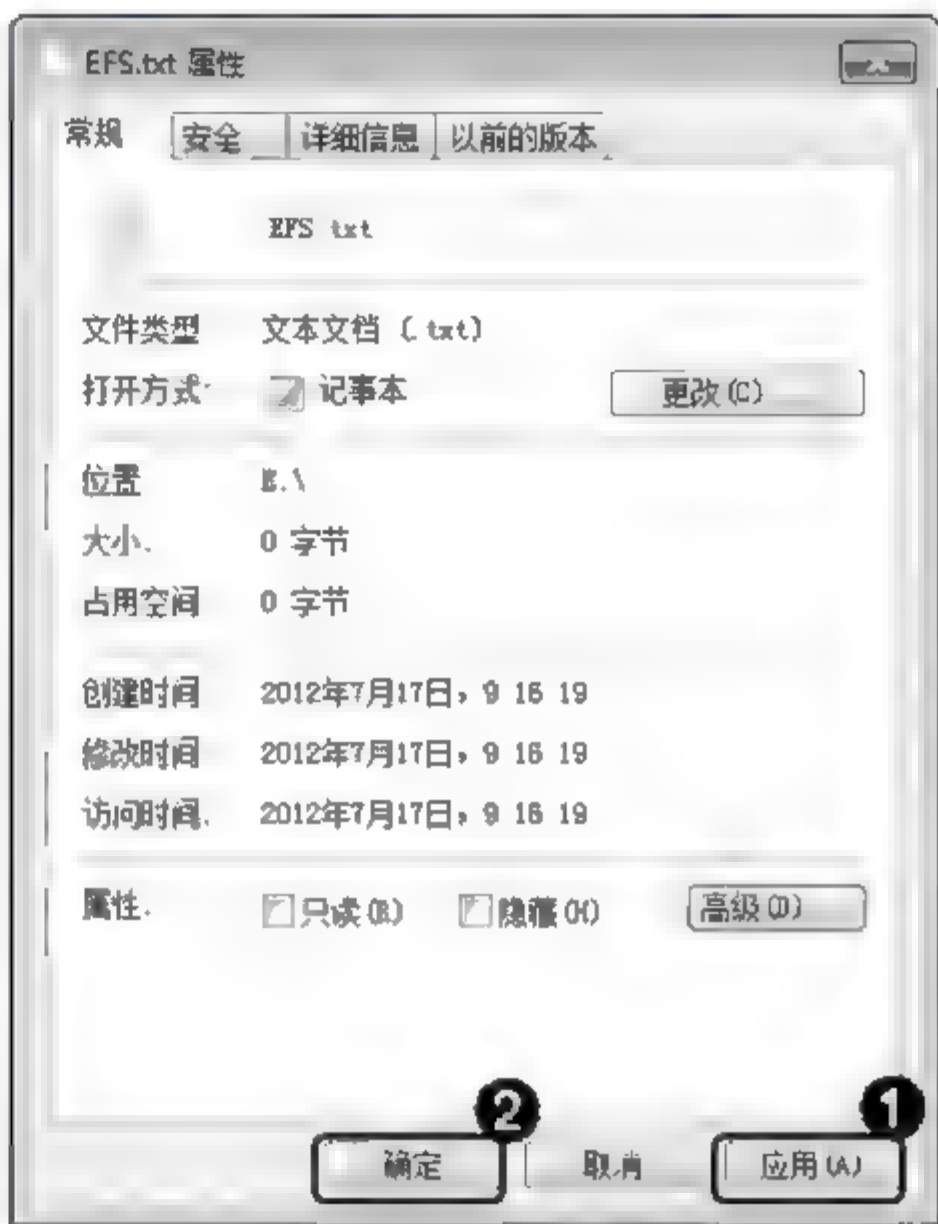 EFS.txt 属性
常规 安全 详细信息 以前的版本
EFS txt
文件类型 文本文档 (.txt)
打开方式: 记事本 更改(C)
位置 E:\
大小: 0 字节
占用空间 0 字节
创建时间 2012年7月17日，9 16 19
修改时间 2012年7月17日，9 16 19
访问时间: 2012年7月17日，9 16 19
属性: 只读(R) 隐藏(H) 高级(D)
2 1
确定 取消 应用(A)